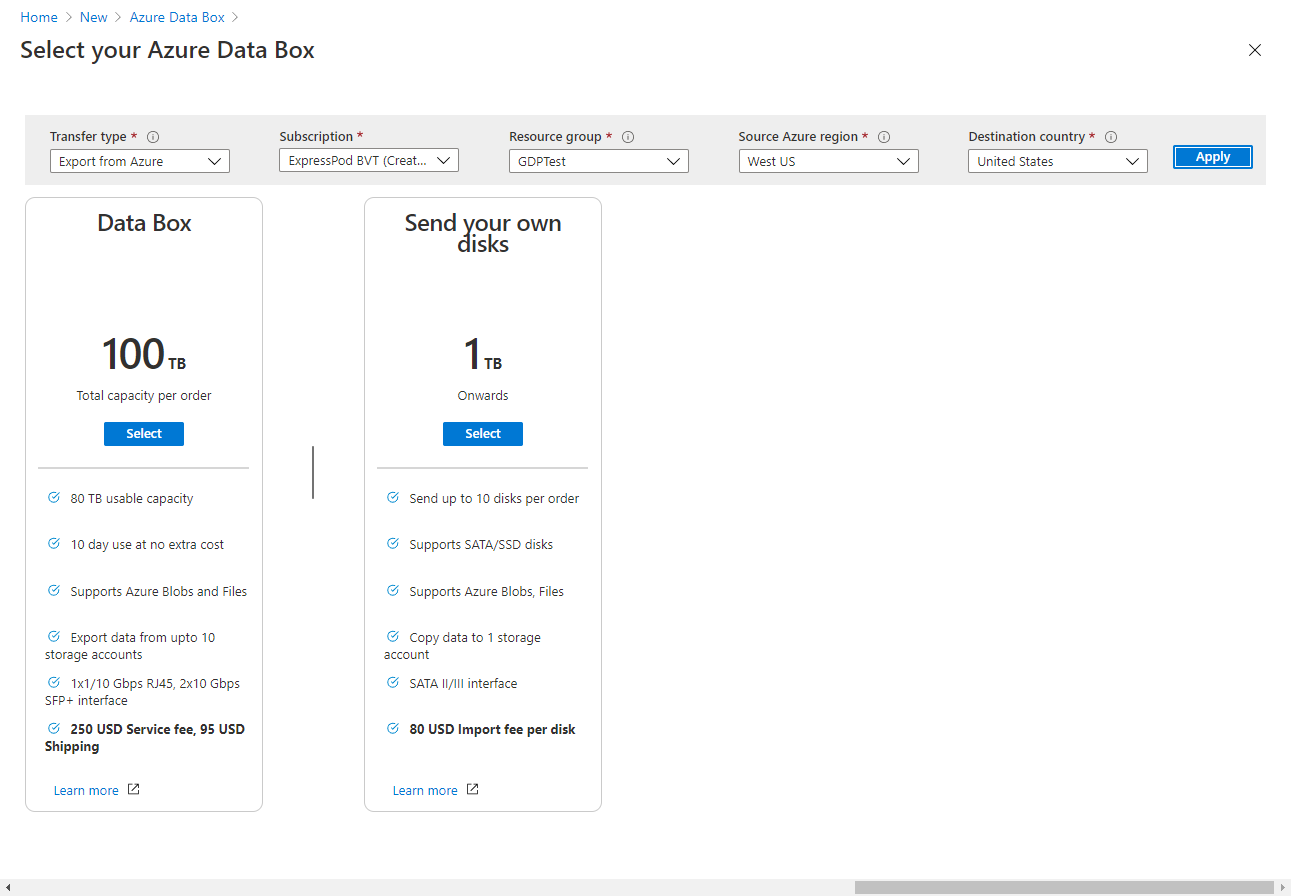 Home > New > Azure Data Box >
Select your Azure Data Box
Transfer type *
Export from Azure
Subscription *
ExpressPod BVT (Creat...
Resource group *
GDPTest
Source Azure region *
West US
Destination country *
United States
Apply
Data Box
100 TB
Total capacity per order
Select
80 TB usable capacity
10 day use at no extra cost
Supports Azure Blobs and Files
Export data from upto 10
storage accounts
1x1/10 Gbps RJ45, 2x10 Gbps
SFP+ interface
250 USD Service fee, 95 USD
Shipping
Learn more
Send your own
disks
1 TB
Onwards
Select
Send up to 10 disks per order
Supports SATA/SSD disks
Supports Azure Blobs, Files
Copy data to 1 storage
account
SATA II/III interface
80 USD Import fee per disk
Learn more